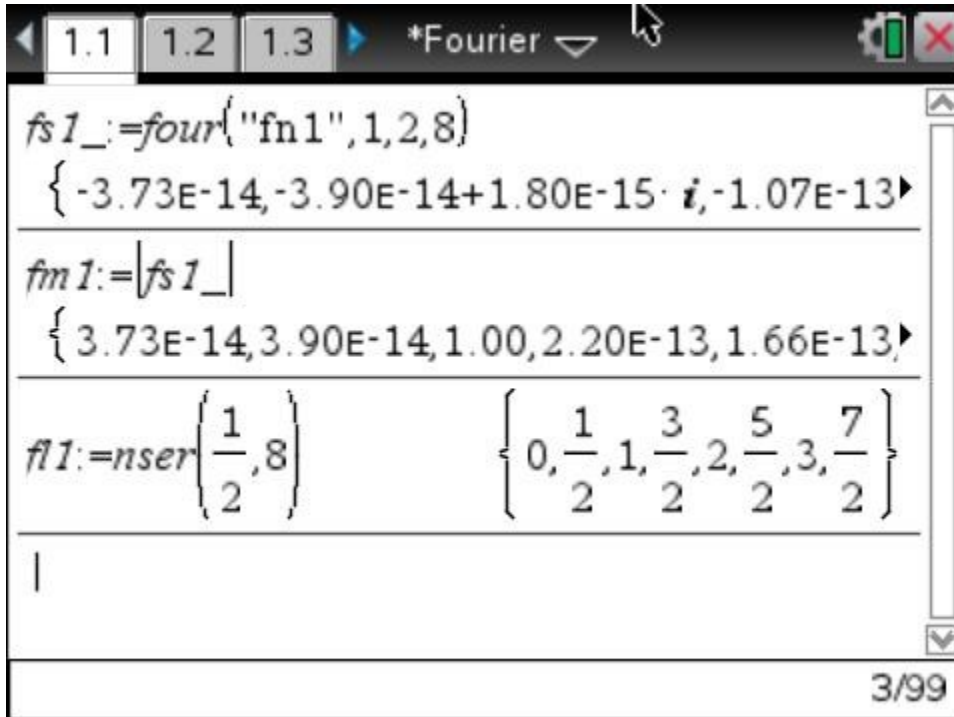 1.1 1.2 1.3 *Fourier
fs1_:=four("fn1",1,2,8)
{-3.73E-14,-3.90E-14+1.80E-15·i,-1.07E-13
fm1:=|fs1_|
{3.73E-14,3.90E-14,1.00,2.20E-13,1.66E-13,
fl1:=nser(1/2,8) {0,1/2,1,3/2,2,5/2,3,7/2}
3/99